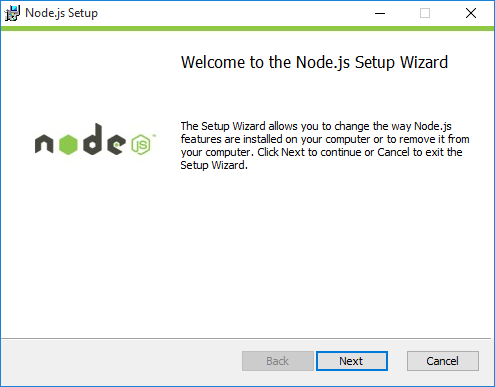 Node.js Setup
Welcome to the Node.js Setup Wizard
node
JS
™
The Setup Wizard allows you to change the way Node.js
features are installed on your computer or to remove it from
your computer. Click Next to continue or Cancel to exit the
Setup Wizard.
Back
Next
Cancel